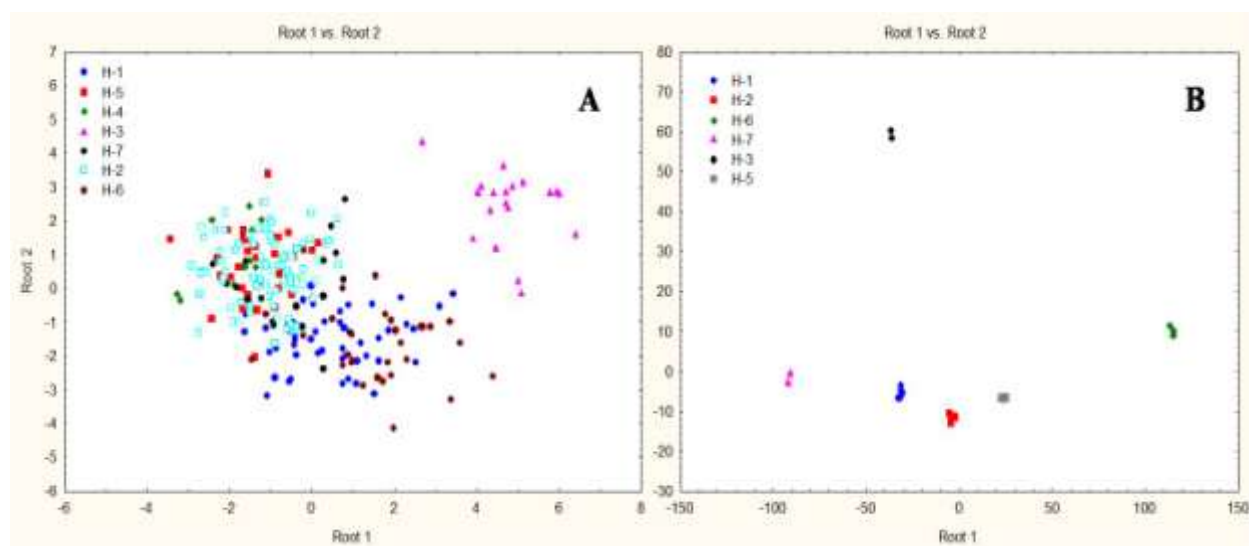 Root 1 vs. Root 2
7
6
5
4
3
2
1
0
-1
-2
-3
-4
-5
-6
Root 2
H-1
H-5
H-4
H-3
H-7
H-2
H-6
A
-6 -4 -2 0 2 4 6 8
Root 1
Root 1 vs. Root 2
80
70
60
50
40
30
20
10
0
-10
-20
-30
H-1
H-2
H-6
H-7
H-3
H-5
B
-150 -100 -50 0 50 100 150
Root 1